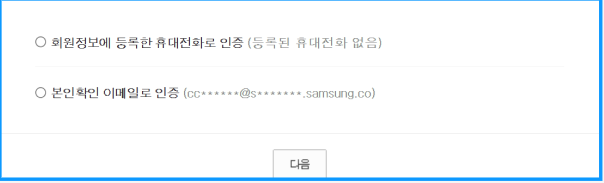 회원정보에 등록한 휴대전화로 인증 (등록된 휴대전화 없음)
본인확인 이메일로 인증 (cc******@s*******.samsung.co)
다음